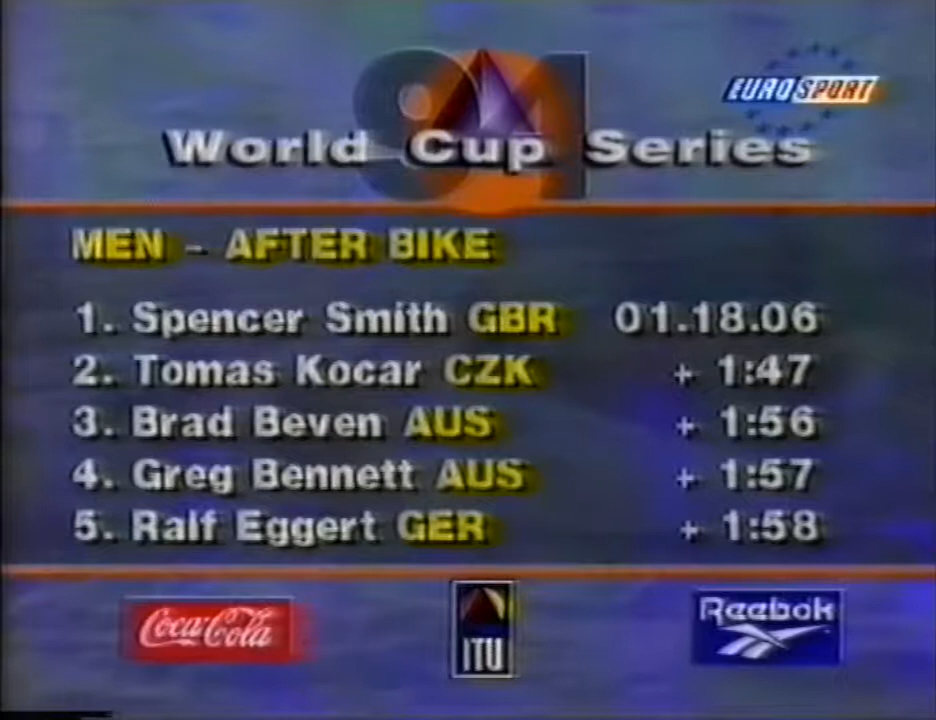 94
EUROSPORT
World Cup Series
MEN - AFTER BIKE
1. Spencer Smith GBR 01.18.06
2. Tomas Kocar CZK + 1:47
3. Brad Beven AUS + 1:56
4. Greg Bennett AUS + 1:57
5. Ralf Eggert GER + 1:58
Coca-Cola
ITU
Reebok